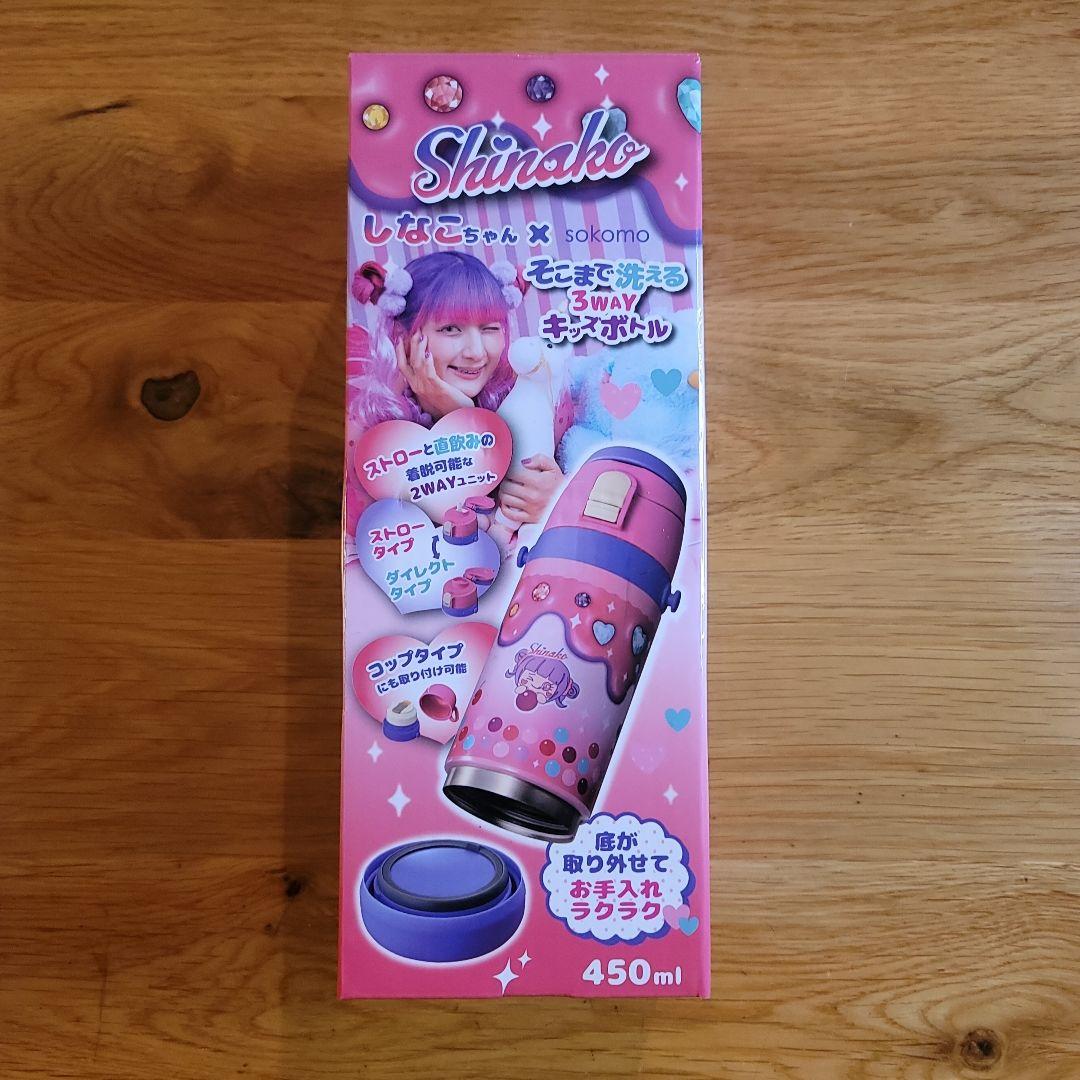 Shinako
しなこちゃん × sokomo
そこまで洗える
3WAY
キッズボトル
ストローと直飲みの
着脱可能な
2WAYユニット
ストロー
タイプ
ダイレクト
タイプ
コップタイプ
にも取り付け可能
Shinako
底が
取り外せて
お手入れ
ラクラク
450ml